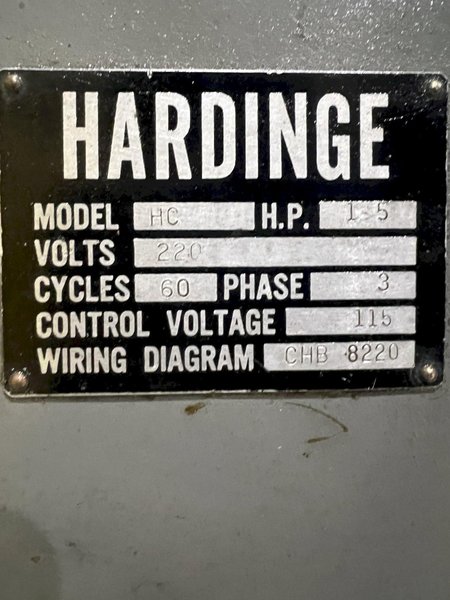 HARDINGE
MODEL HC H.P. 1.5
VOLTS 220
CYCLES 60 PHASE 3
CONTROL VOLTAGE 115
WIRING DIAGRAM CHB 8220